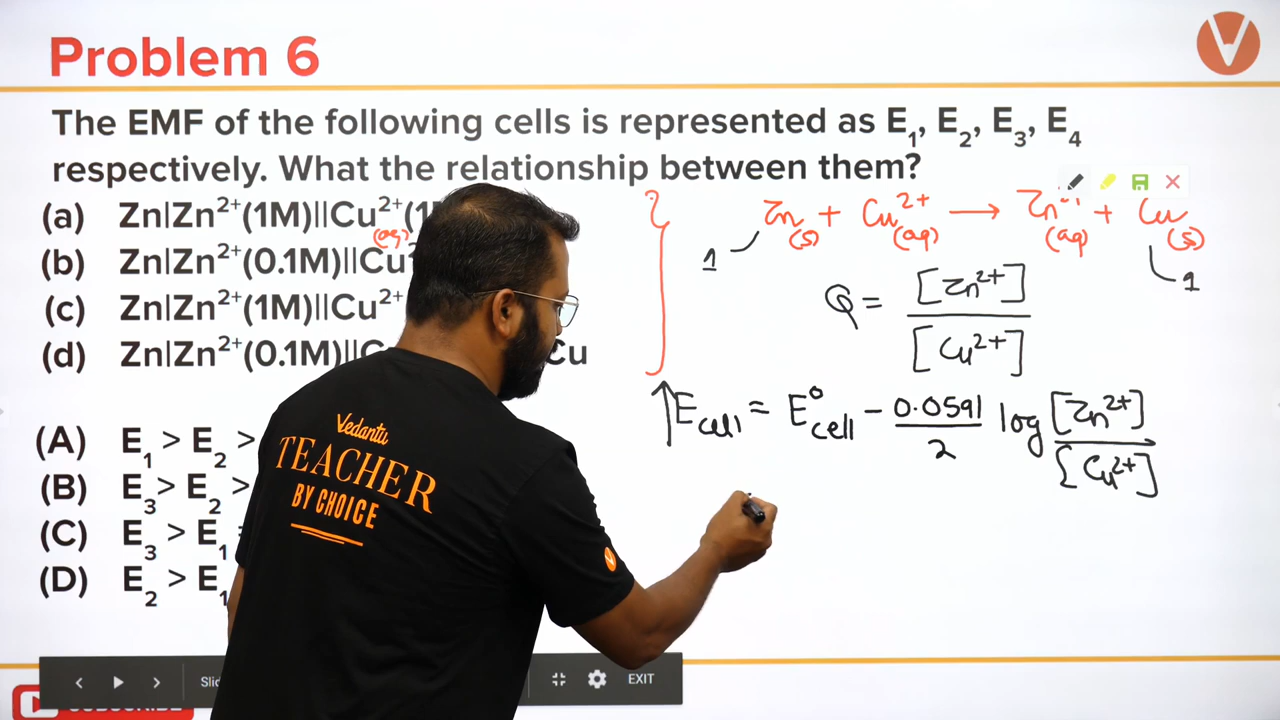 Problem 6
The EMF of the following cells is represented as E₁, E₂, E₃, E₄
respectively. What the relationship between them?
(a) Zn|Zn²⁺(1M)||Cu²⁺(1
(aq)
(b) Zn|Zn²⁺(0.1M)||Cu
(c) Zn|Zn²⁺(1M)||Cu²⁺
(d) Zn|Zn²⁺(0.1M)|| Cu
(A) E₁ > E₂ >
(B) E₃ > E₂ >
(C) E₃ > E₁
(D) E₂ > E₁
Zn(s) + Cu²⁺(aq) → Zn(aq) + Cu(s)
1 1
Q = [Zn²⁺] / [Cu²⁺]
↑Ecell = E⁰cell − 0.0591/2 log [Zn²⁺]/[Cu²⁺]
Vedantu
TEACHER
BY CHOICE
EXIT